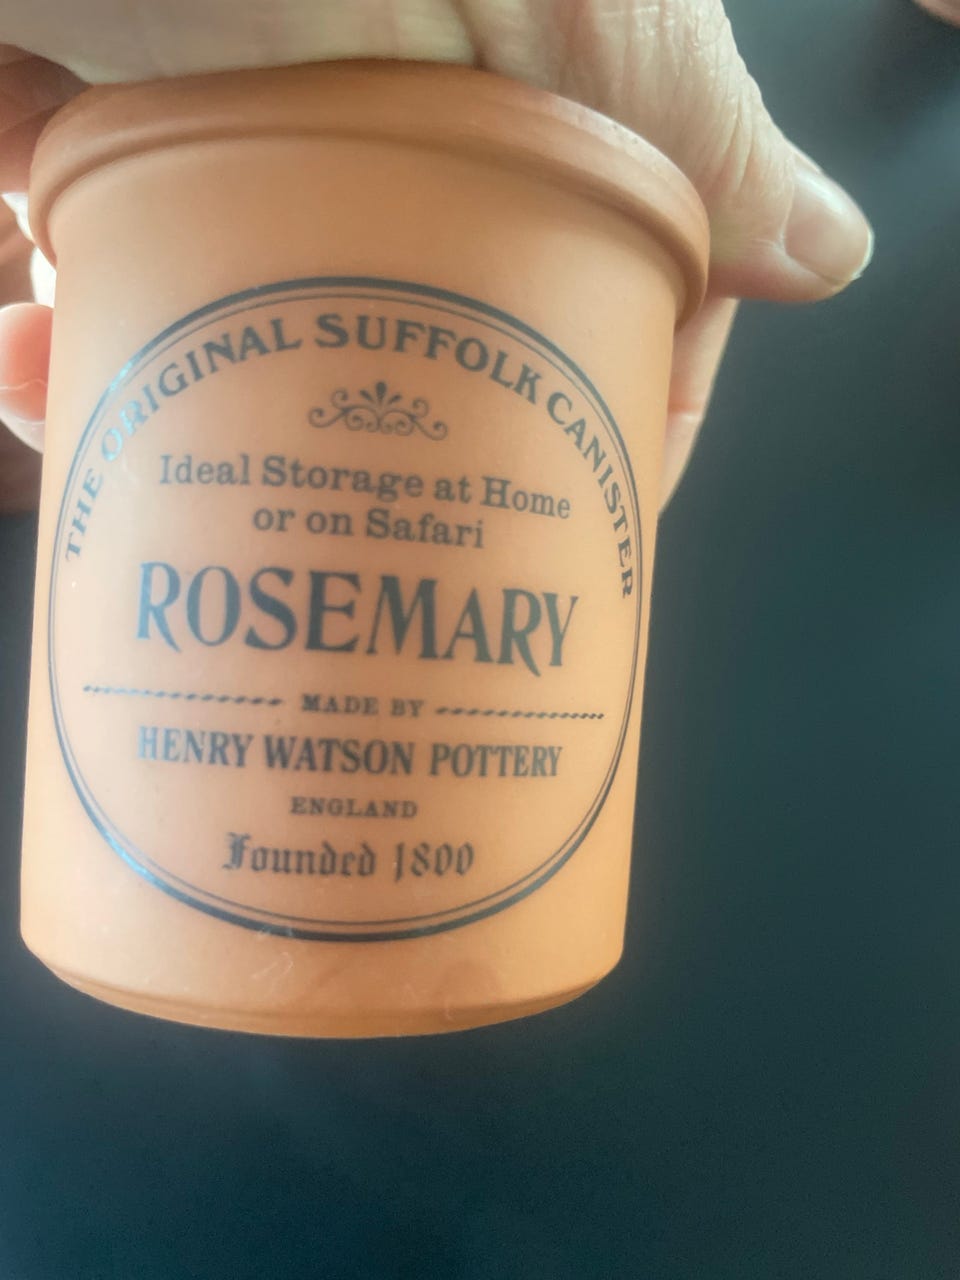 THE ORIGINAL SUFFOLK CANISTER
Ideal Storage at Home
or on Safari
ROSEMARY
MADE BY
HENRY WATSON POTTERY
ENGLAND
Founded 1800